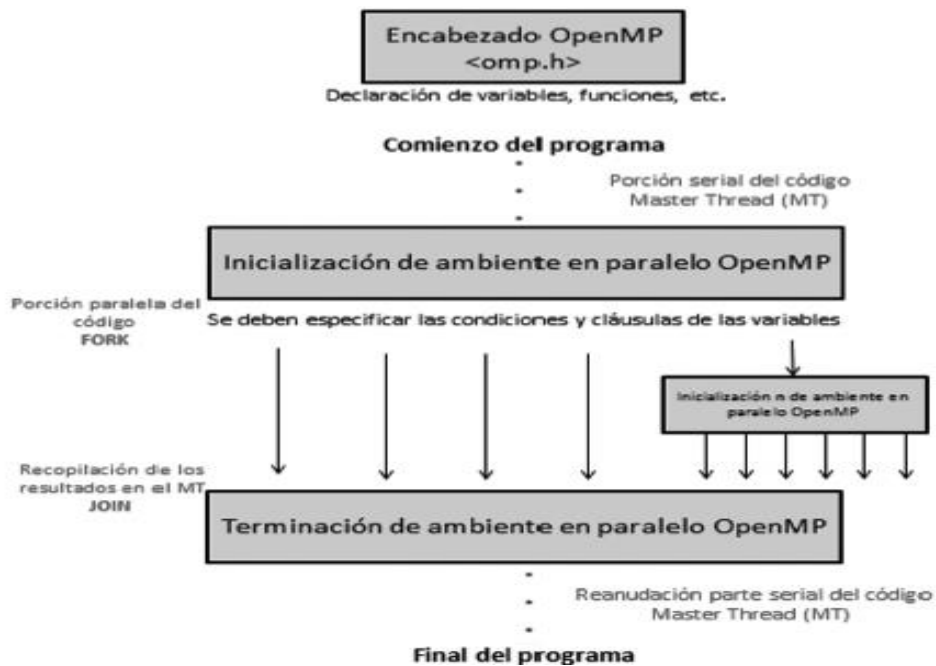 Encabezado OpenMP
<omp.h>
Declaración de variables, funciones, etc.
Comienzo del programa
Porción serial del código
Master Thread (MT)
Inicialización de ambiente en paralelo OpenMP
Porción paralela del
código
FORK
Se deben especificar las condiciones y cláusulas de las variables
Inicialización n de ambiente en
paralelo OpenMP
Recopilación de los
resultados en el MT
JOIN
Terminación de ambiente en paralelo OpenMP
Reanudación parte serial del código
Master Thread (MT)
Final del programa